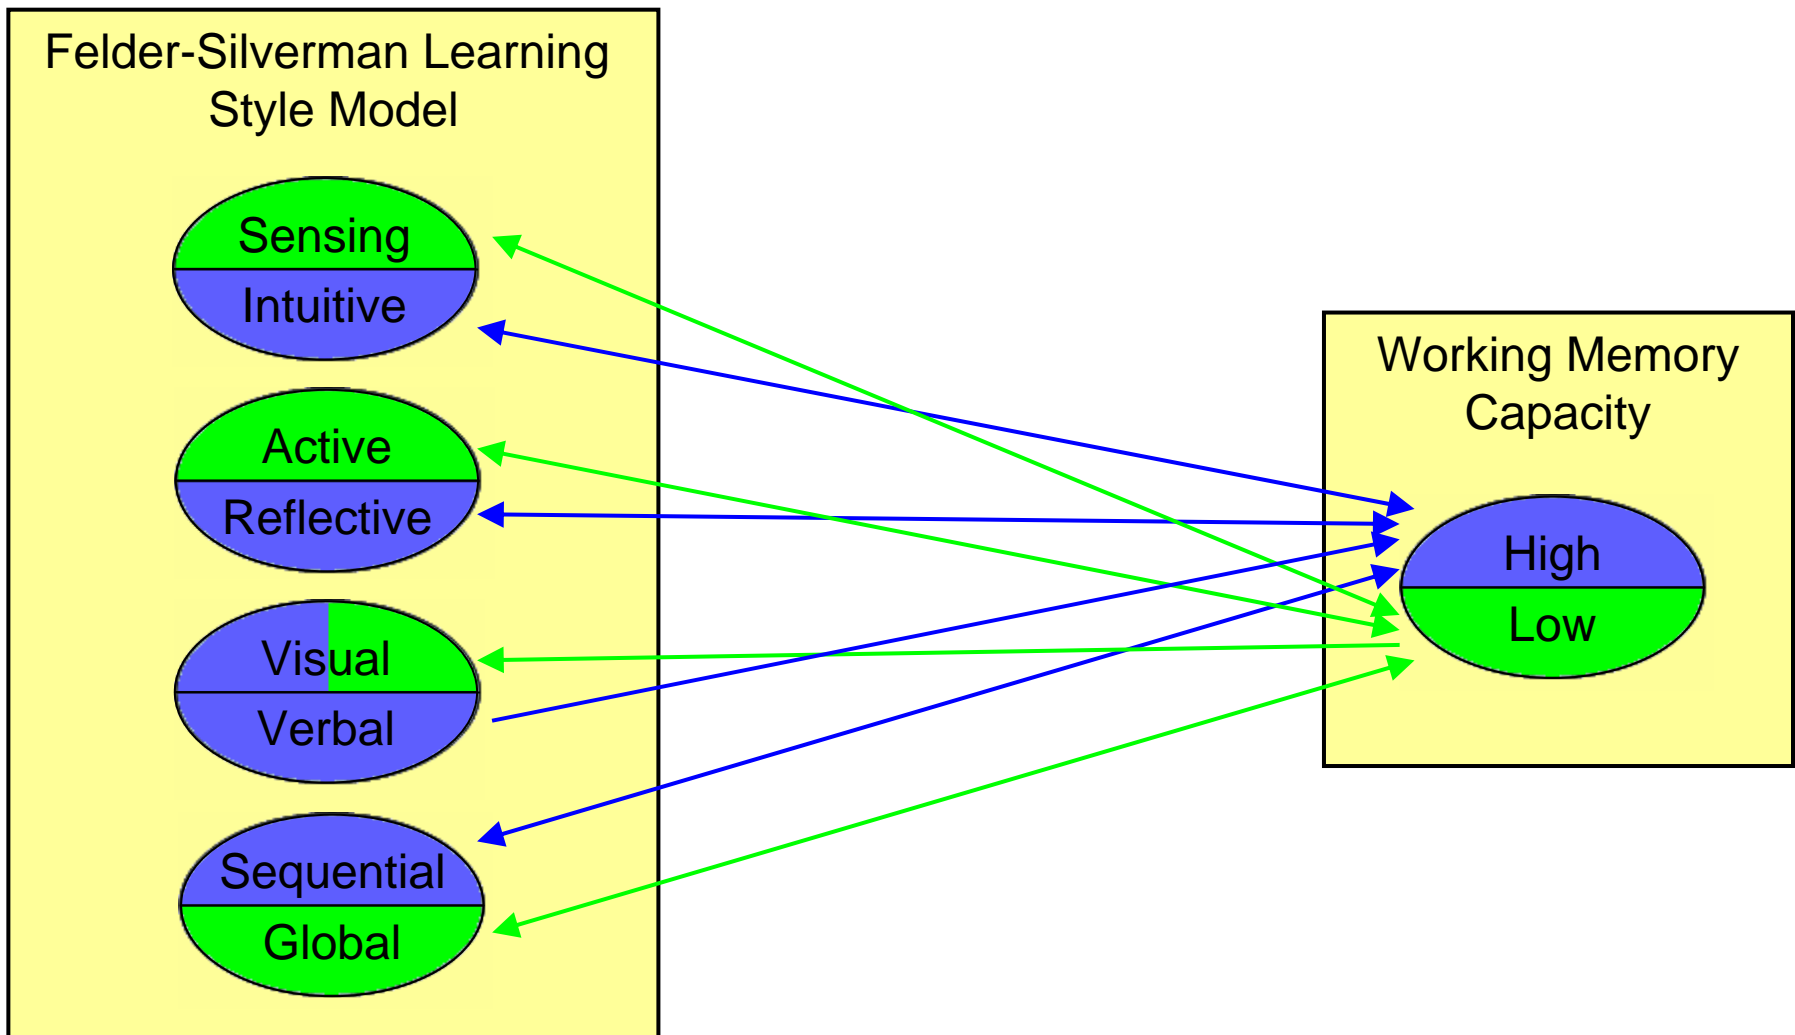 Felder-Silverman Learning
Style Model
Sensing
Intuitive
Active
Reflective
Visual
Verbal
Sequential
Global
Working Memory
Capacity
High
Low